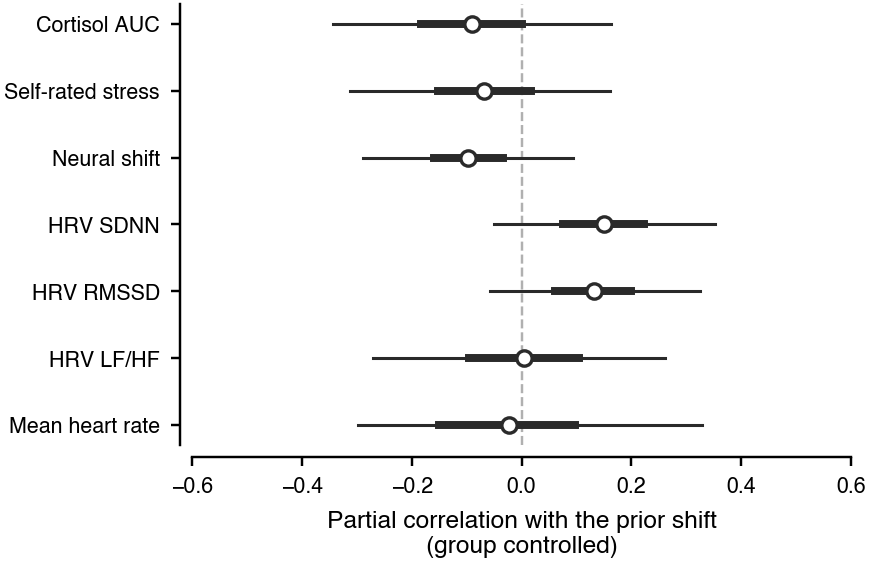 Cortisol AUC
Self-rated stress
Neural shift
HRV SDNN
HRV RMSSD
HRV LF/HF
Mean heart rate
−0.6 −0.4 −0.2 0.0 0.2 0.4 0.6
Partial correlation with the prior shift
(group controlled)